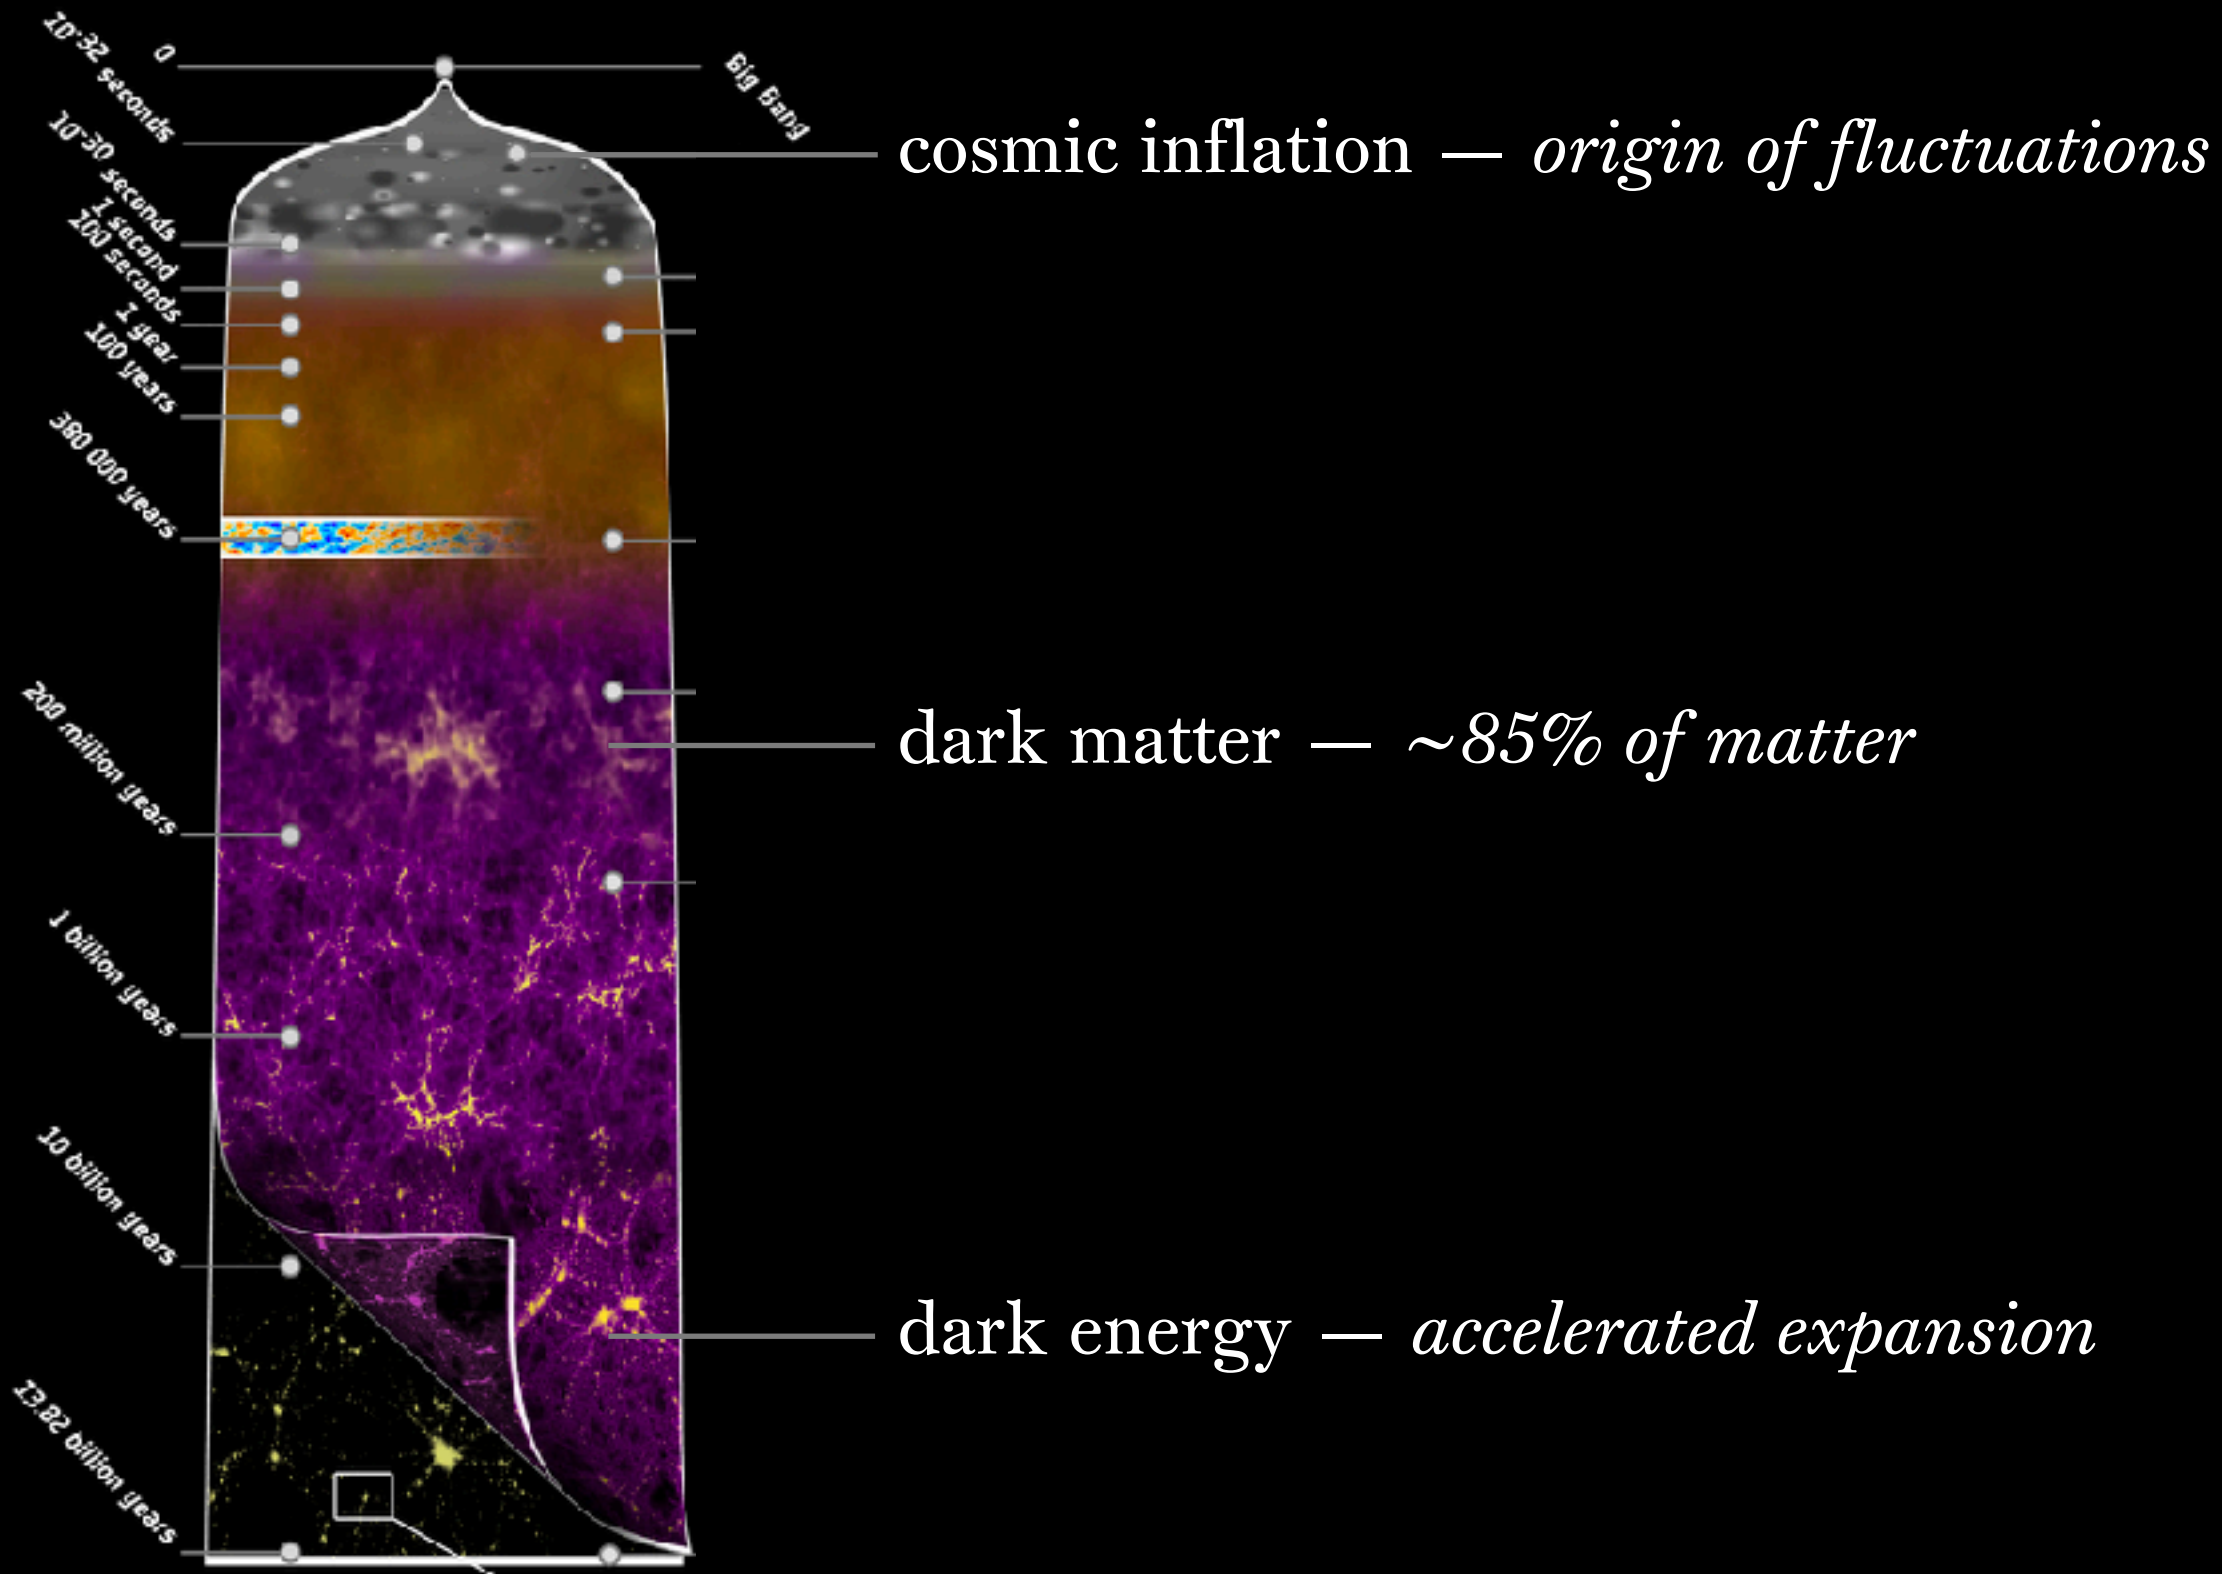 0
Big Bang
10-32 seconds
cosmic inflation — origin of fluctuations
10-30 seconds
1 second
100 seconds
1 year
100 years
380 000 years
200 million years
dark matter — ~85% of matter
1 billion years
10 billion years
dark energy — accelerated expansion
13.82 billion years